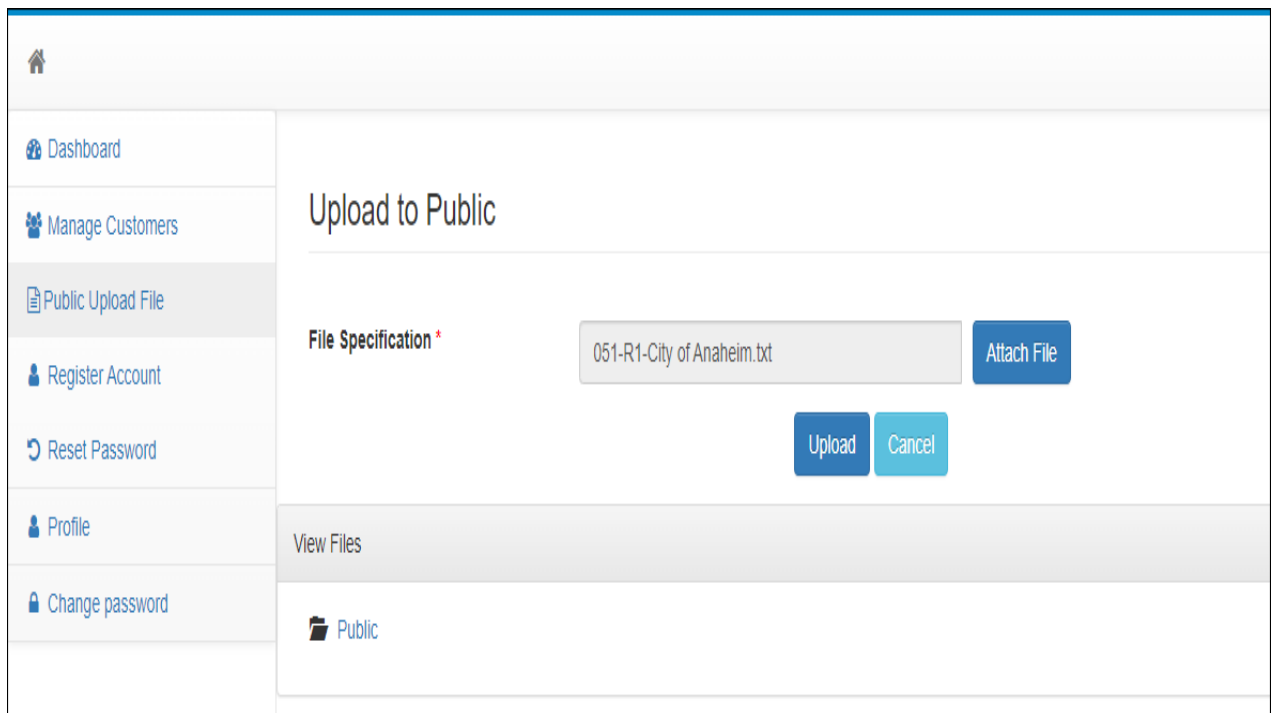 Dashboard
Manage Customers
Public Upload File
Register Account
Reset Password
Profile
Change password
Upload to Public
File Specification *
051-R1-City of Anaheim.txt
Attach File
Upload
Cancel
View Files
Public